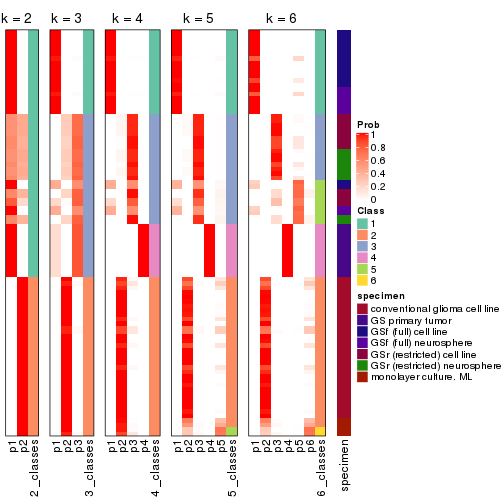 k = 2 k = 3 k = 4 k = 5 k = 6
Prob
1
0.8
0.6
0.4
0.2
0
Class
1
2
3
4
5
6
specimen
conventional glioma cell line
GS primary tumor
GSf (full) cell line
GSf (full) neurosphere
GSr (restricted) cell line
GSr (restricted) neurosphere
monolayer culture. ML
p1 p2 2_classes p1 p2 p3 3_classes p1 p2 p3 p4 4_classes p1 p2 p3 p4 p5 5_classes p1 p2 p3 p4 p5 p6 6_classes specimen